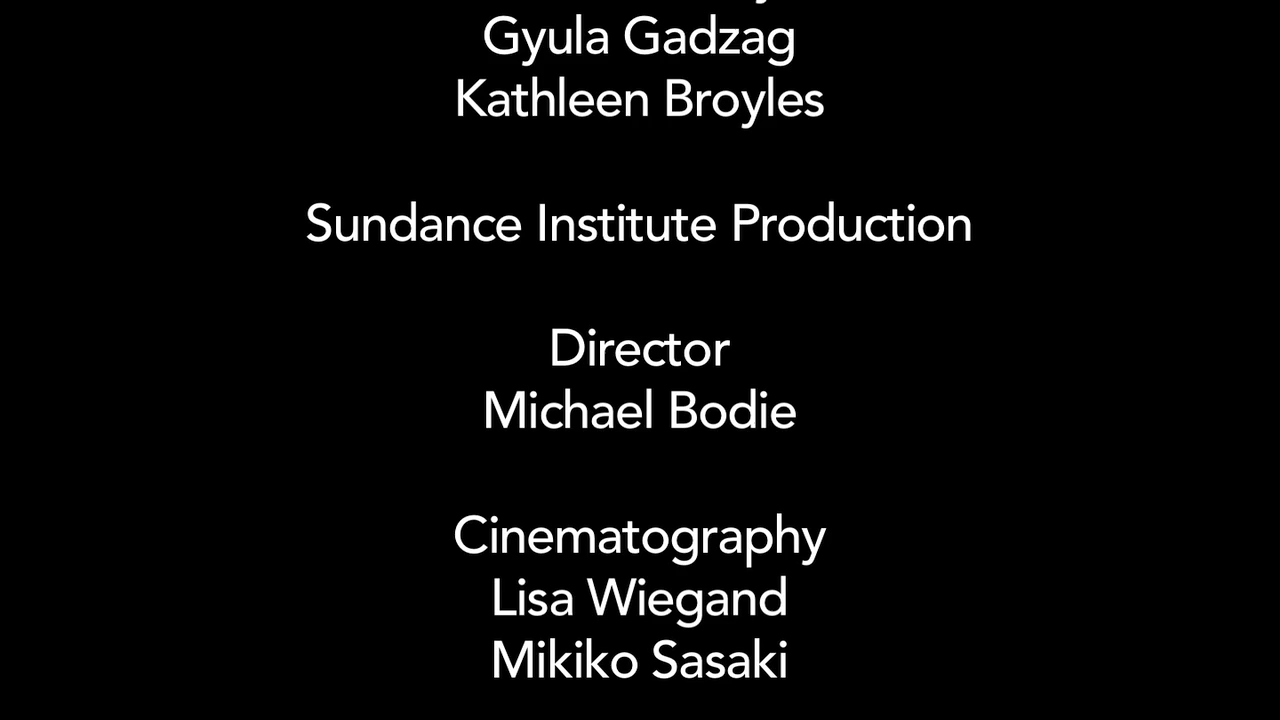 Gyula Gadzag
Kathleen Broyles
Sundance Institute Production
Director
Michael Bodie
Cinematography
Lisa Wiegand
Mikiko Sasaki